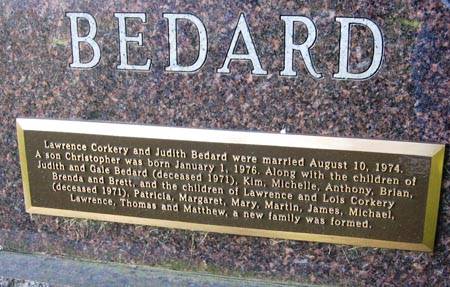 BEDARD
Lawrence Corkery and Judith Bedard were married August 10, 1974.
A son Christopher was born January 1, 1976. Along with the children of
Judith and Gale Bedard (deceased 1971), Kim, Michelle, Anthony, Brian,
Brenda and Brett, and the children of Lawrence and Lois Corkery
(deceased 1971), Patricia, Margaret, Mary, Martin, James, Michael,
Lawrence, Thomas and Matthew, a new family was formed.